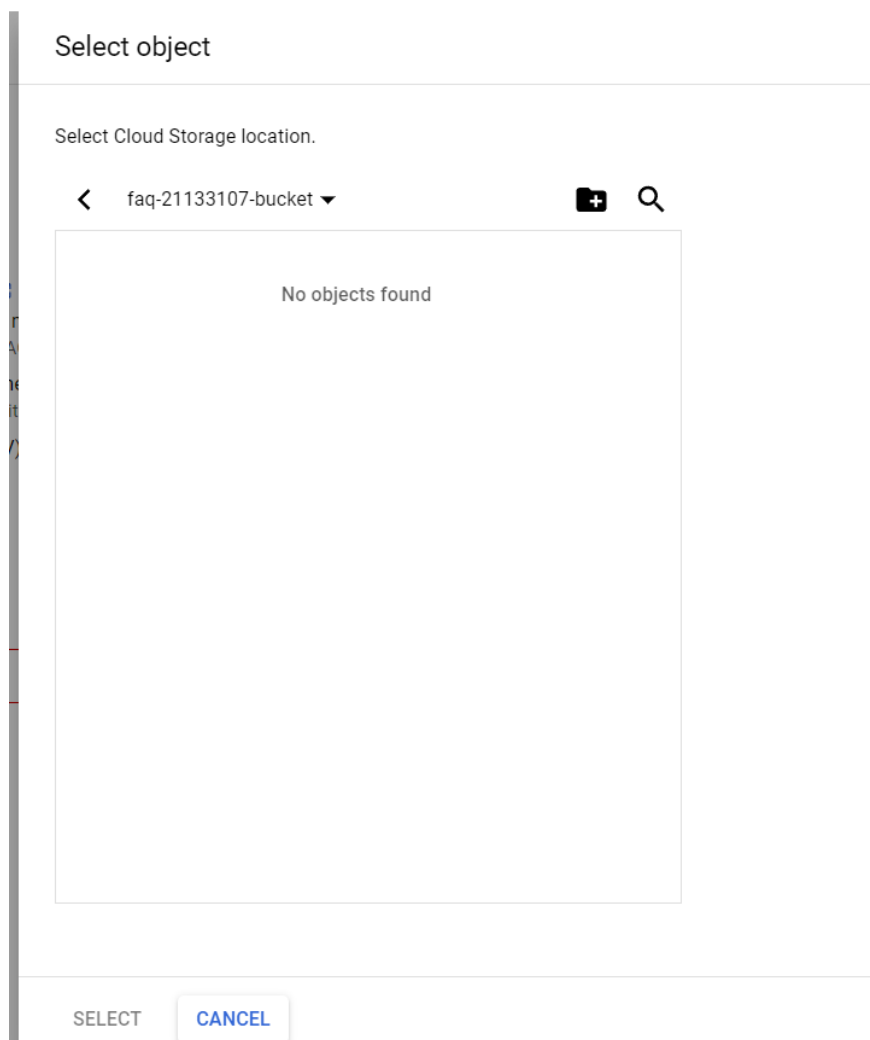 Select object
Select Cloud Storage location.
faq-21133107-bucket
No objects found
SELECT
CANCEL